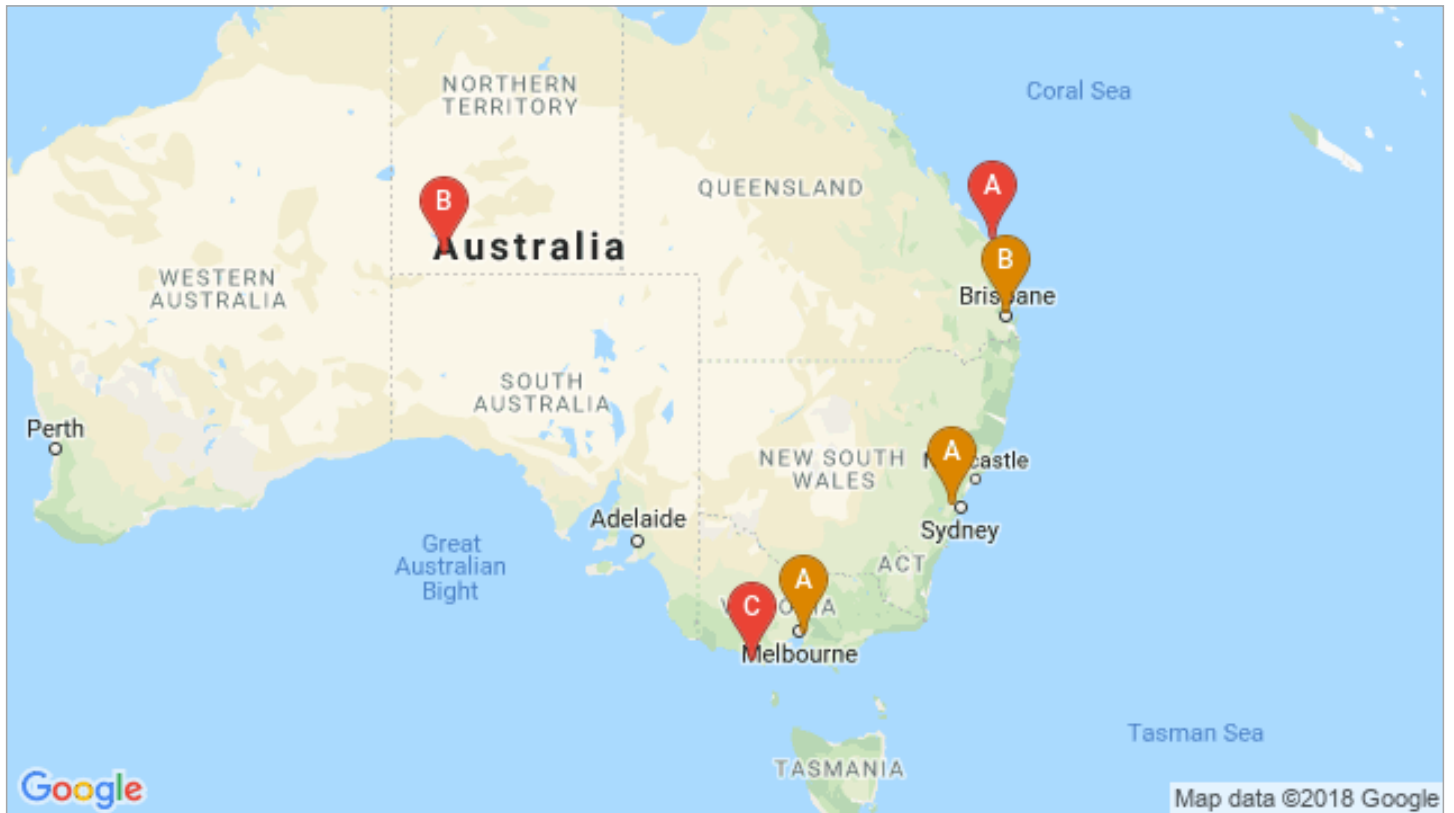 Coral Sea
NORTHERN
TERRITORY
QUEENSLAND
A
B
Australia
B
WESTERN
AUSTRALIA
Brisbane
SOUTH
AUSTRALIA
Perth
A
NEW SOUTH
WALES
Newcastle
Adelaide
Sydney
Great
Australian
Bight
ACT
A
C
VICTORIA
Melbourne
Tasman Sea
TASMANIA
Google
Map data ©2018 Google